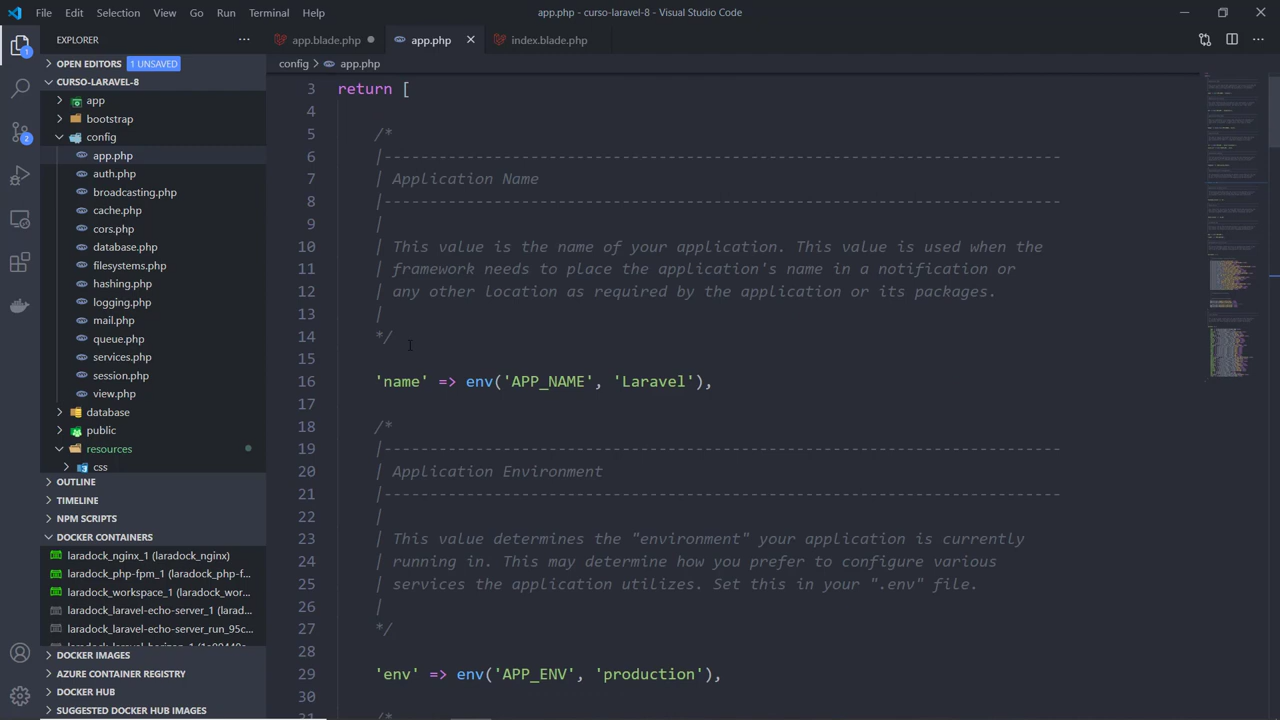 File Edit Selection View Go Run Terminal Help
app.php - curso-laravel-8 - Visual Studio Code
EXPLORER
OPEN EDITORS 1 UNSAVED
CURSO-LARAVEL-8
app
bootstrap
config
app.php
auth.php
broadcasting.php
cache.php
cors.php
database.php
filesystems.php
hashing.php
logging.php
mail.php
queue.php
services.php
session.php
view.php
database
public
resources
css
OUTLINE
TIMELINE
NPM SCRIPTS
DOCKER CONTAINERS
laradock_nginx_1 (laradock_nginx)
laradock_php-fpm_1 (laradock_php-f...
laradock_workspace_1 (laradock_wor...
laradock_laravel-echo-server_1 (larad...
laradock_laravel-echo-server_run_95c...
DOCKER IMAGES
AZURE CONTAINER REGISTRY
DOCKER HUB
SUGGESTED DOCKER HUB IMAGES
1
2
app.blade.php app.php index.blade.php
config > app.php
3 return [
4
5 /*
6 |--------------------------------------------------------------------------
7 | Application Name
8 |--------------------------------------------------------------------------
9 |
10 | This value is the name of your application. This value is used when the
11 | framework needs to place the application's name in a notification or
12 | any other location as required by the application or its packages.
13 |
14 */
15
16 'name' => env('APP_NAME', 'Laravel'),
17
18 /*
19 |--------------------------------------------------------------------------
20 | Application Environment
21 |--------------------------------------------------------------------------
22 |
23 | This value determines the "environment" your application is currently
24 | running in. This may determine how you prefer to configure various
25 | services the application utilizes. Set this in your ".env" file.
26 |
27 */
28
29 'env' => env('APP_ENV', 'production'),
30
31 /*